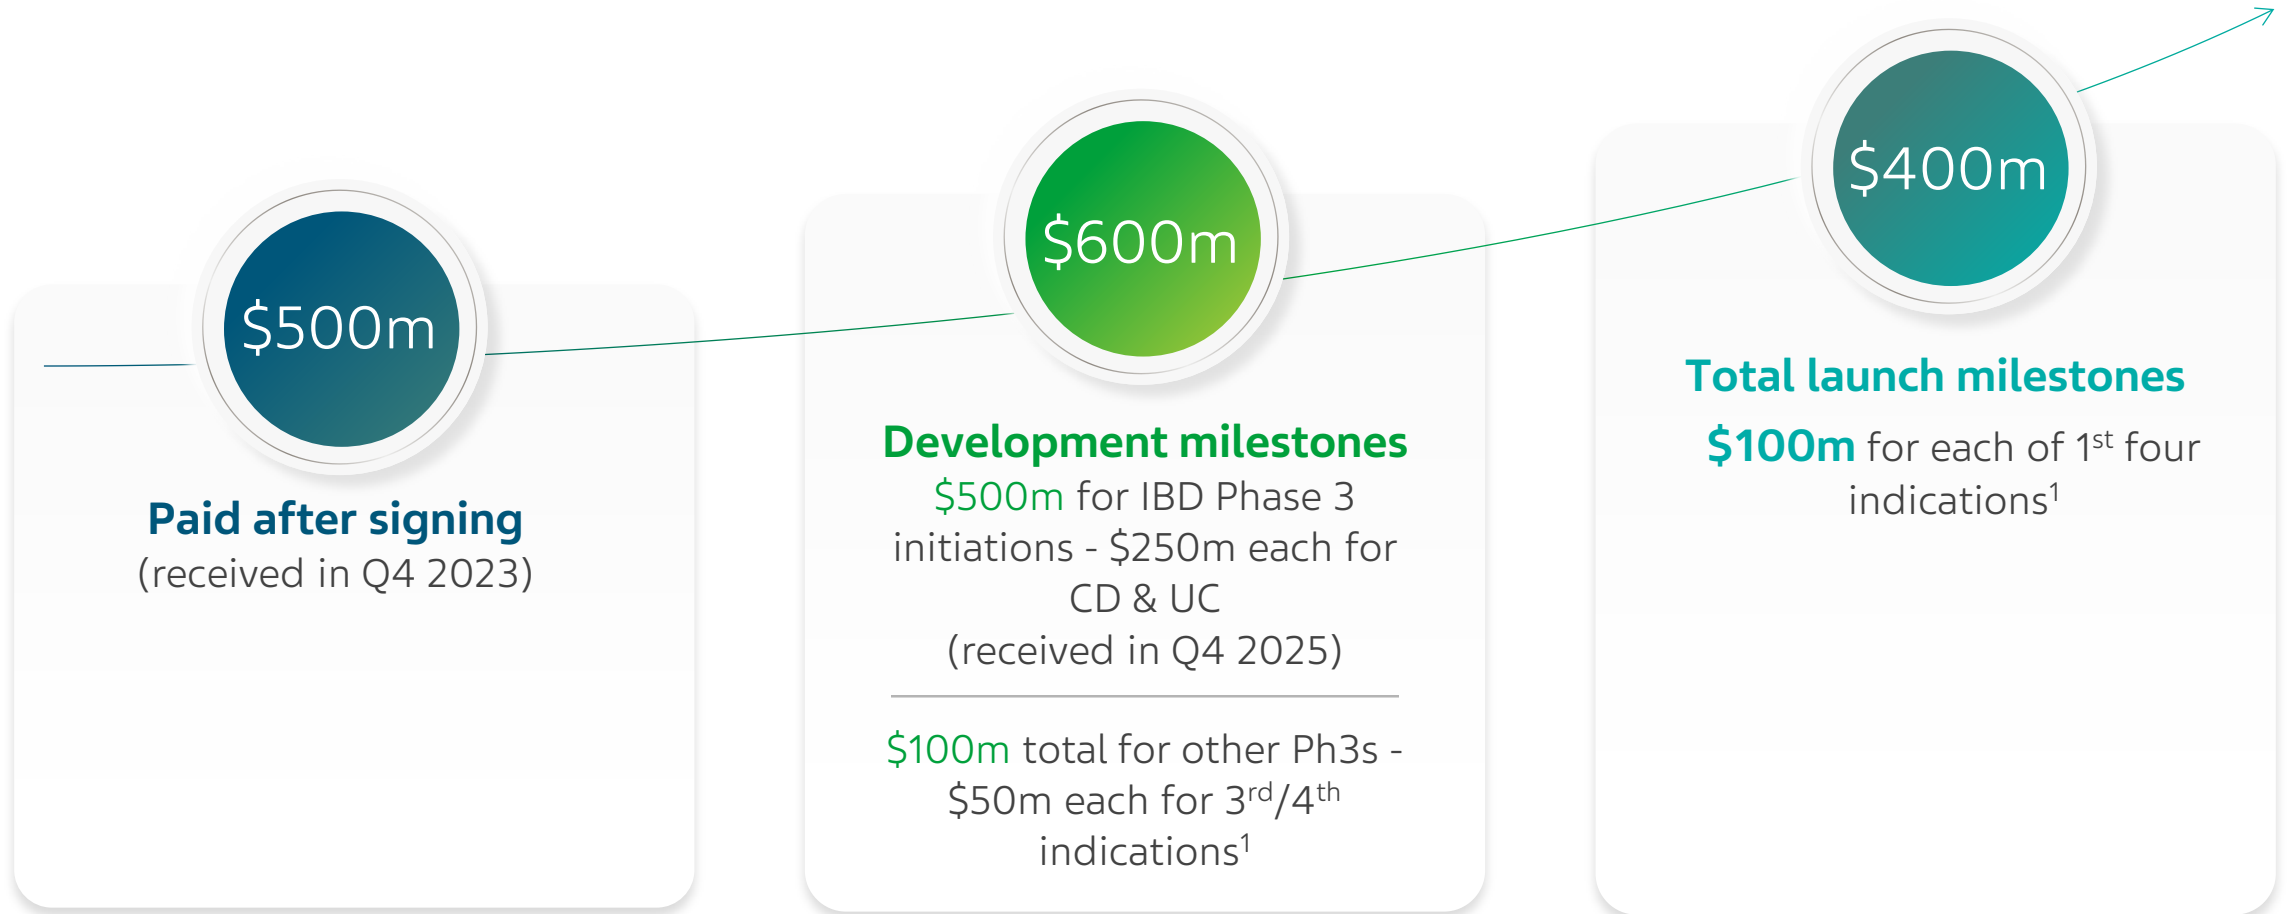 $500m
Paid after signing
(received in Q4 2023)
$600m
Development milestones
$500m for IBD Phase 3
initiations - $250m each for
CD & UC
(received in Q4 2025)
$100m total for other Ph3s -
$50m each for 3rd/4th
indications1
$400m
Total launch milestones
$100m for each of 1st four
indications1